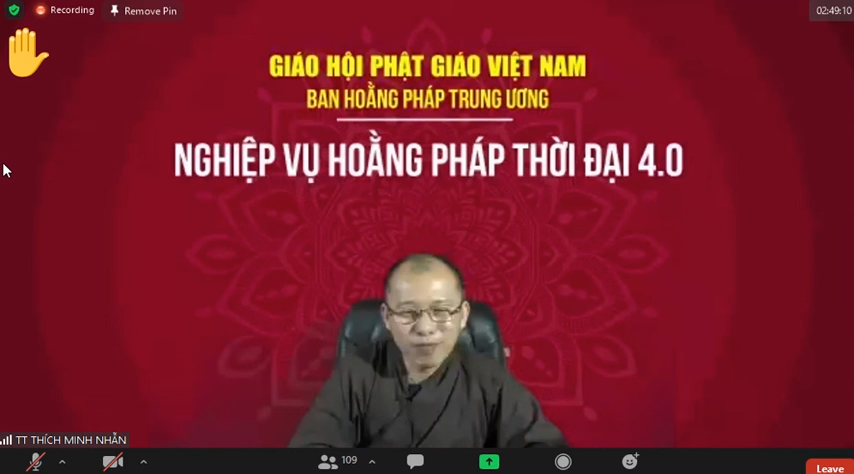 Recording
Remove Pin
02:49:10
GIÁO HỘI PHẬT GIÁO VIỆT NAM
BAN HOẰNG PHÁP TRUNG ƯƠNG
NGHIỆP VỤ HOẰNG PHÁP THỜI ĐẠI 4.0
TT THÍCH MINH NHẪN
109
Leave